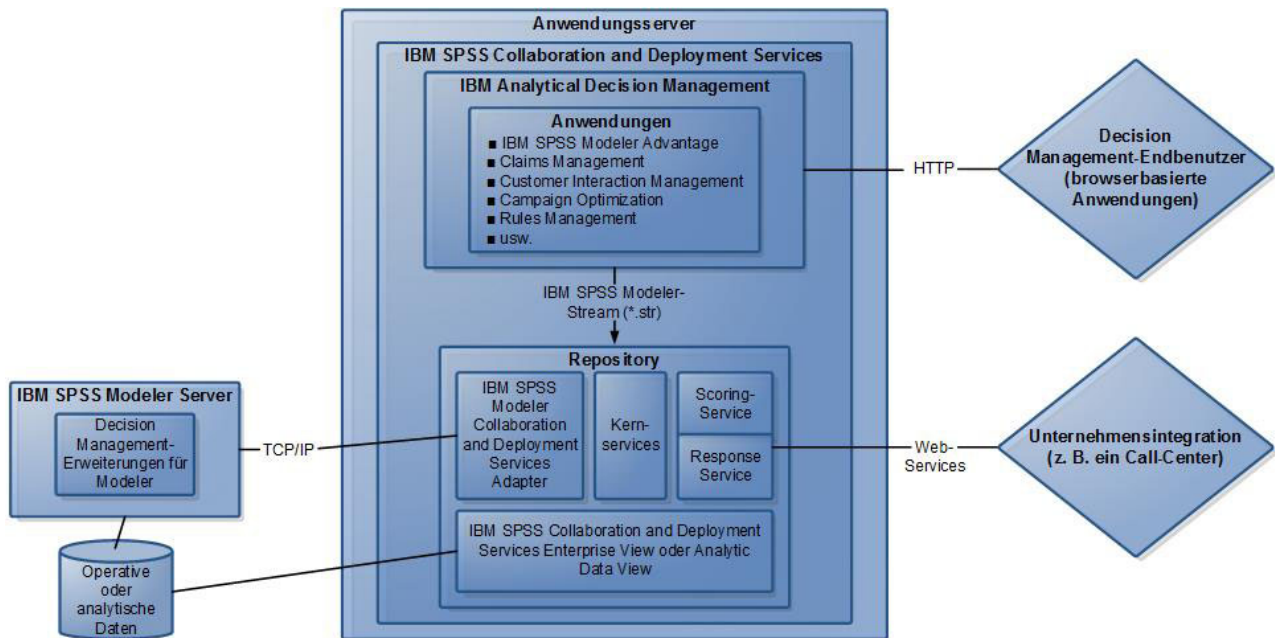 Anwendungsserver
IBM SPSS Collaboration and Deployment Services
IBM Analytical Decision Management
Anwendungen
■ IBM SPSS Modeler Advantage
■ Claims Management
■ Customer Interaction Management
■ Campaign Optimization
■ Rules Management
■ usw.
HTTP
Decision
Management-Endbenutzer
(browserbasierte
Anwendungen)
IBM SPSS Modeler-
Stream (*.str)
Repository
IBM SPSS
Modeler
Collaboration
and Deployment
Services
Adapter
Kern-
services
Scoring-
Service
Response
Service
Web-
Services
Unternehmensintegration
(z. B. ein Call-Center)
IBM SPSS Modeler Server
Decision
Management-
Erweiterungen für
Modeler
TCP/IP
IBM SPSS Collaboration and Deployment
Services Enterprise View oder Analytic
Data View
Operative
oder
analytische
Daten